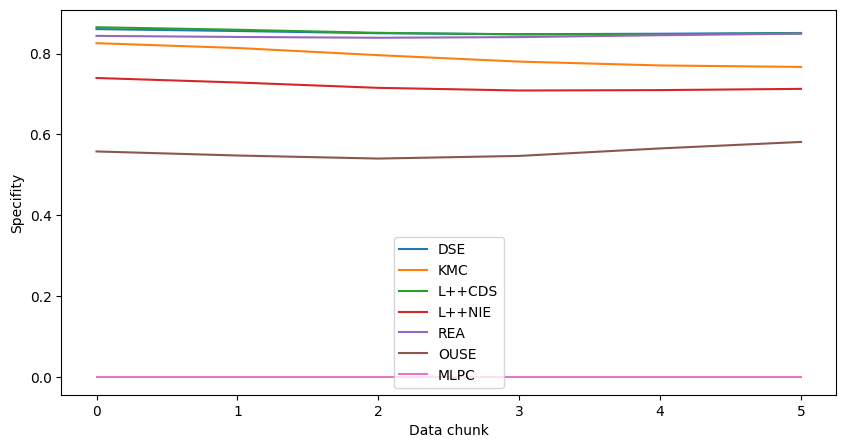 0.8
0.6
0.4
0.2
0.0
Specifity
DSE
KMC
L++CDS
L++NIE
REA
OUSE
MLPC
0 1 2 3 4 5
Data chunk